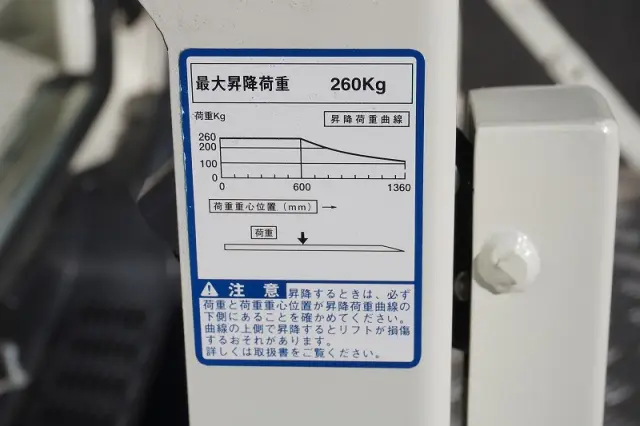 最大昇降荷重 260Kg
荷重Kg 昇降荷重曲線
260
200
100
0 600 1360
荷重重心位置(mm) →
荷重
注意 昇降するときは、必ず
荷重と荷重重心位置が昇降荷重曲線の
下側にあることを確かめてください。
曲線の上側で昇降するとリフトが損傷
するおそれがあります。
詳しくは取扱書をご覧ください。